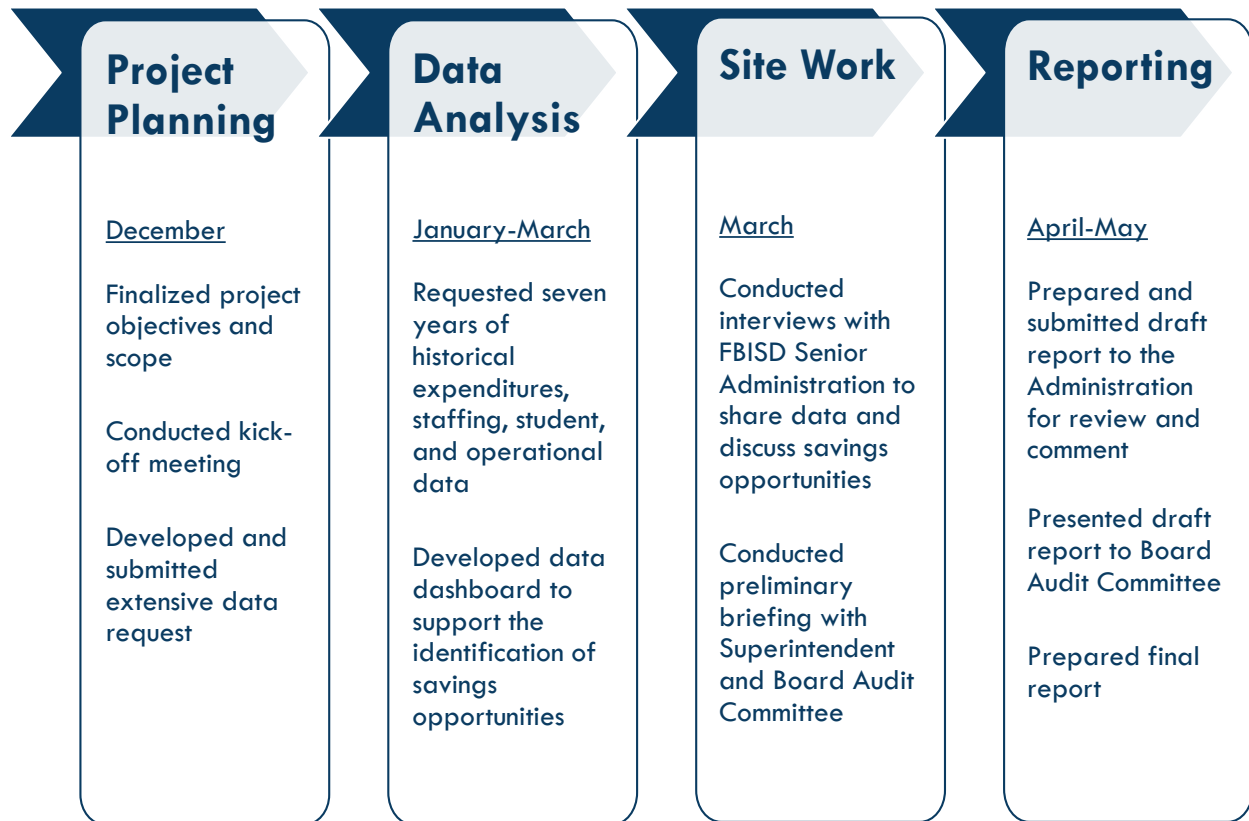 Project
Planning
December
Finalized project
objectives and
scope
Conducted kick-
off meeting
Developed and
submitted
extensive data
request
Data
Analysis
January-March
Requested seven
years of
historical
expenditures,
staffing, student,
and operational
data
Developed data
dashboard to
support the
identification of
savings
opportunities
Site Work
March
Conducted
interviews with
FBISD Senior
Administration to
share data and
discuss savings
opportunities
Conducted
preliminary
briefing with
Superintendent
and Board Audit
Committee
Reporting
April-May
Prepared and
submitted draft
report to the
Administration
for review and
comment
Presented draft
report to Board
Audit Committee
Prepared final
report